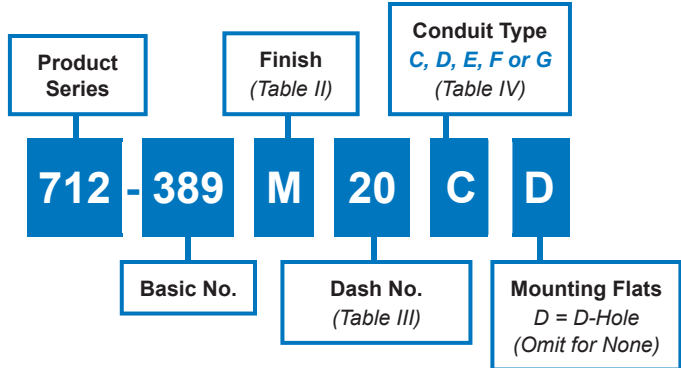 Product
Series
Finish
(Table II)
Conduit Type
C, D, E, F or G
(Table IV)
712 - 389 M 20 C D
Basic No.
Dash No.
(Table III)
Mounting Flats
D = D-Hole
(Omit for None)